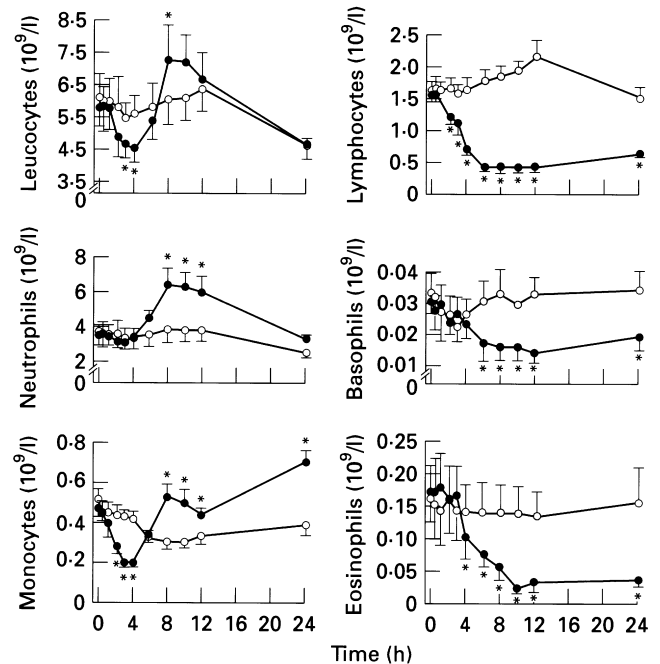 Leucocytes (10⁹/l)
8·5
7·5
6·5
5·5
4·5
3·5
0
*
* *
Lymphocytes (10⁹/l)
2·5
2·0
1·5
1·0
0·5
0
* * * * * * * *
Neutrophils (10⁹/l)
8
6
4
2
0
* * *
Basophils (10⁹/l)
0·04
0·03
0·02
0·01
0
* * * * *
Monocytes (10⁹/l)
0·8
0·6
0·4
0·2
0
* * * *
* * *
0 4 8 12 16 20 24
Eosinophils (10⁹/l)
0·25
0·20
0·15
0·10
0·05
0
* * * * * *
0 4 8 12 16 20 24
Time (h)